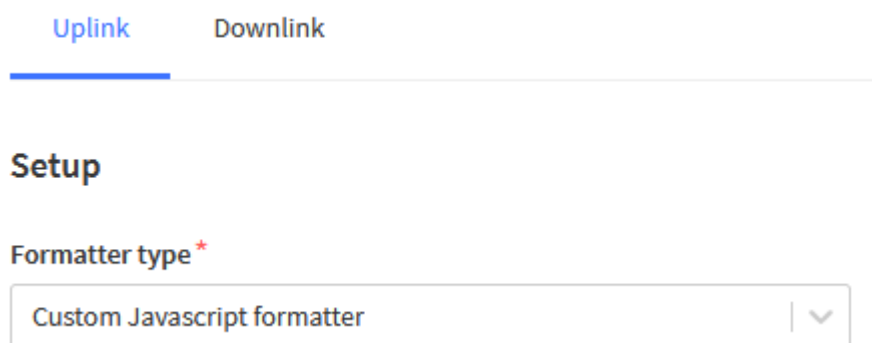 Uplink Downlink
Setup
Formatter type*
Custom Javascript formatter